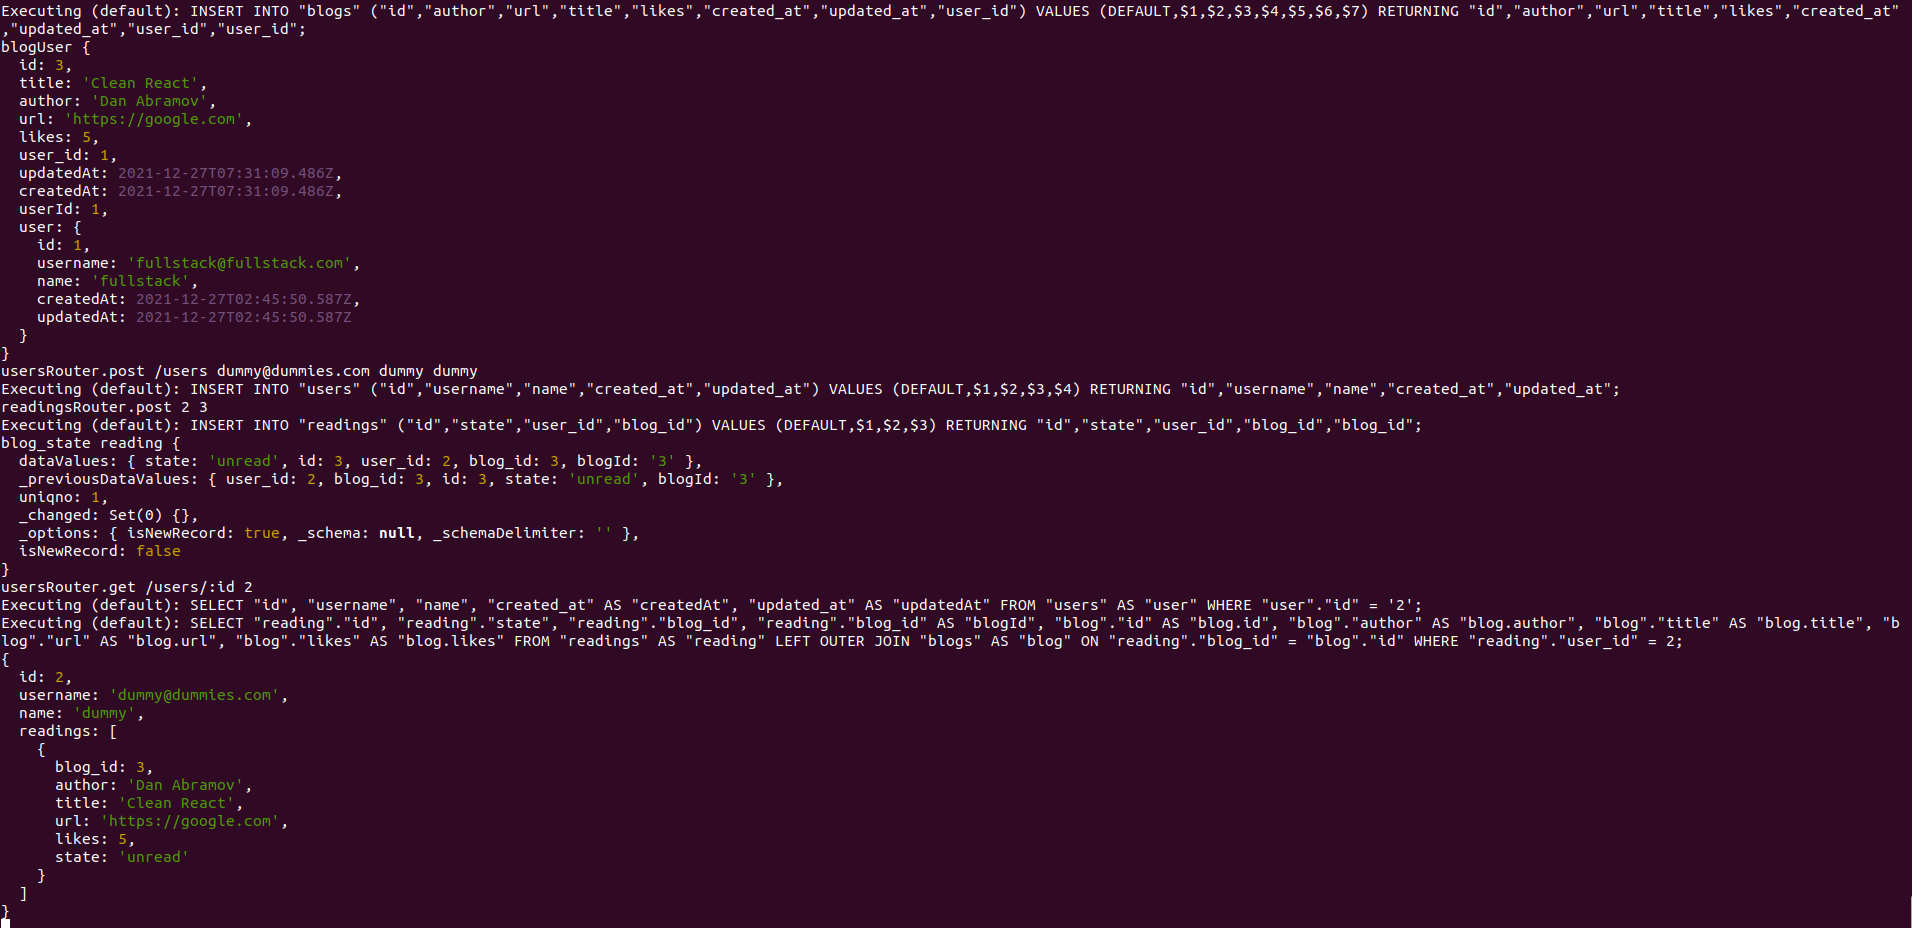 Executing (default): INSERT INTO "blogs" ("id","author","url","title","likes","created_at","updated_at","user_id") VALUES (DEFAULT,$1,$2,$3,$4,$5,$6,$7) RETURNING "id","author","url","title","likes","created_at"
,"updated_at","user_id","user_id";
blogUser {
  id: 3,
  title: 'Clean React',
  author: 'Dan Abramov',
  url: 'https://google.com',
  likes: 5,
  user_id: 1,
  updatedAt: 2021-12-27T07:31:09.486Z,
  createdAt: 2021-12-27T07:31:09.486Z,
  userId: 1,
  user: {
    id: 1,
    username: 'fullstack@fullstack.com',
    name: 'fullstack',
    createdAt: 2021-12-27T02:45:50.587Z,
    updatedAt: 2021-12-27T02:45:50.587Z
  }
}
usersRouter.post /users dummy@dummies.com dummy dummy
Executing (default): INSERT INTO "users" ("id","username","name","created_at","updated_at") VALUES (DEFAULT,$1,$2,$3,$4) RETURNING "id","username","name","created_at","updated_at";
readingsRouter.post 2 3
Executing (default): INSERT INTO "readings" ("id","state","user_id","blog_id") VALUES (DEFAULT,$1,$2,$3) RETURNING "id","state","user_id","blog_id","blog_id";
blog_state reading {
  dataValues: { state: 'unread', id: 3, user_id: 2, blog_id: 3, blogId: '3' },
  _previousDataValues: { user_id: 2, blog_id: 3, id: 3, state: 'unread', blogId: '3' },
  uniqno: 1,
  _changed: Set(0) {},
  _options: { isNewRecord: true, _schema: null, _schemaDelimiter: '' },
  isNewRecord: false
}
usersRouter.get /users/:id 2
Executing (default): SELECT "id", "username", "name", "created_at" AS "createdAt", "updated_at" AS "updatedAt" FROM "users" AS "user" WHERE "user"."id" = '2';
Executing (default): SELECT "reading"."id", "reading"."state", "reading"."blog_id", "reading"."blog_id" AS "blogId", "blog"."id" AS "blog.id", "blog"."author" AS "blog.author", "blog"."title" AS "blog.title", "b
log"."url" AS "blog.url", "blog"."likes" AS "blog.likes" FROM "readings" AS "reading" LEFT OUTER JOIN "blogs" AS "blog" ON "reading"."blog_id" = "blog"."id" WHERE "reading"."user_id" = 2;
{
  id: 2,
  username: 'dummy@dummies.com',
  name: 'dummy',
  readings: [
    {
      blog_id: 3,
      author: 'Dan Abramov',
      title: 'Clean React',
      url: 'https://google.com',
      likes: 5,
      state: 'unread'
    }
  ]
}